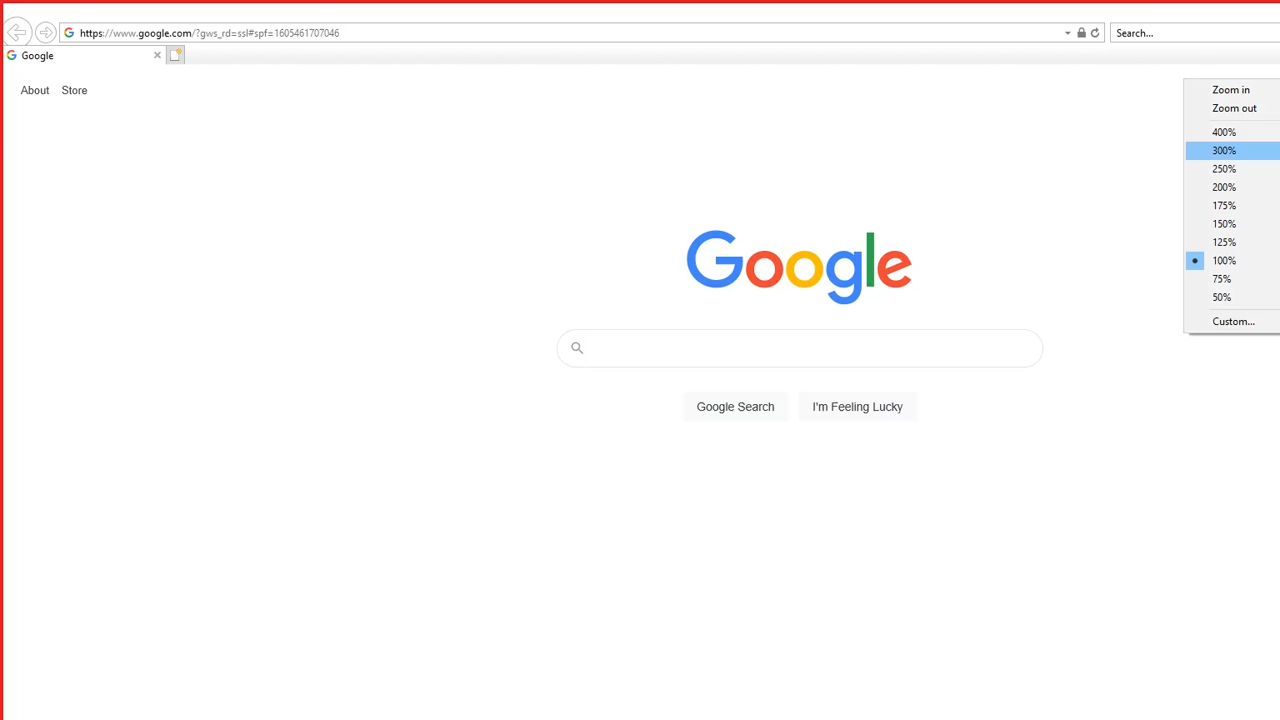 https://www.google.com/?gws_rd=ssl#spf=1605461707046
Search...
Google
About Store
Zoom in
Zoom out
400%
300%
250%
200%
175%
150%
125%
100%
75%
50%
Custom...
Google
Google Search I'm Feeling Lucky